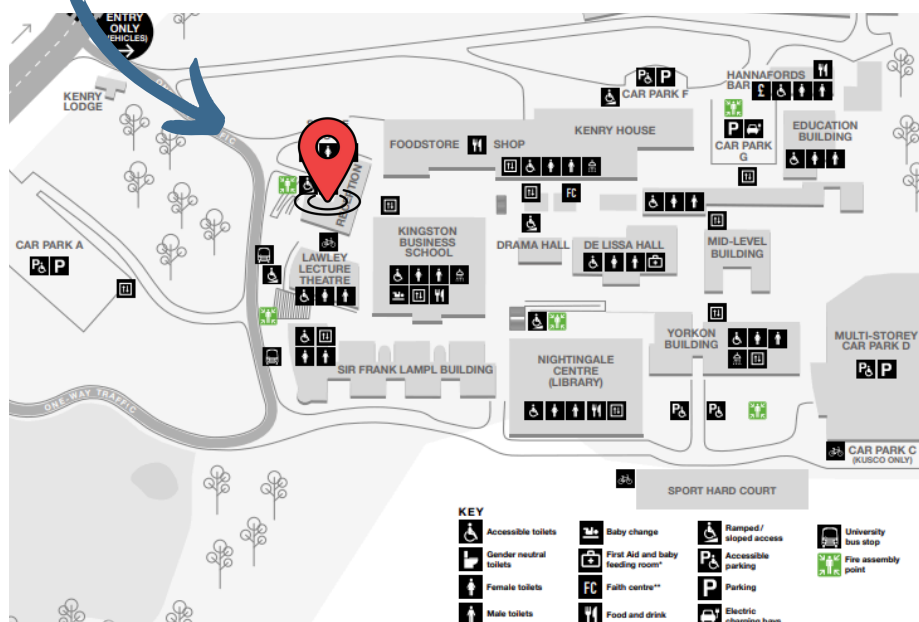 ENTRY
ONLY
(VEHICLES)
KENRY
LODGE
FOODSTORE
SHOP
KENRY HOUSE
CAR PARK F
HANNAFORDS
BAR
£
P
CAR PARK
G
EDUCATION
BUILDING
RECEPTION
CAR PARK A
P P
KINGSTON
BUSINESS
SCHOOL
LAWLEY
LECTURE
THEATRE
FC
DRAMA HALL
DE LISSA HALL
MID-LEVEL
BUILDING
SIR FRANK LAMPL BUILDING
NIGHTINGALE
CENTRE
(LIBRARY)
YORKON
BUILDING
MULTI-STOREY
CAR PARK D
P P
ONE-WAY TRAFFIC
CAR PARK C
(KUSCO ONLY)
SPORT HARD COURT
KEY
Accessible toilets
Gender neutral
toilets
Female toilets
Male toilets
Baby change
First Aid and baby
feeding room*
FC Faith centre**
Food and drink
Ramped/
sloped access
P Accessible
parking
P Parking
Electric
charging bays
University
bus stop
Fire assembly
point